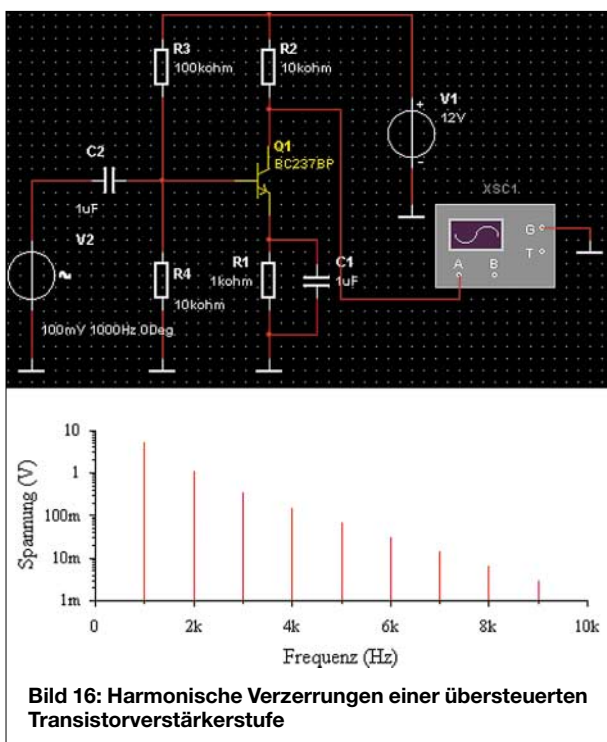 R3
100kohm
R2
10kohm
V1
12V
+
-
Q1
BC237BP
C2
1uF
XSC1
G
T
A
B
V2
R4
10kohm
R1
1kohm
C1
1uF
100mV 1000Hz 0Deg
Spannung (V)
10
1
100m
10m
1m
0
2k
4k
6k
8k
10k
Frequenz (Hz)
Bild 16: Harmonische Verzerrungen einer übersteuerten
Transistorverstärkerstufe